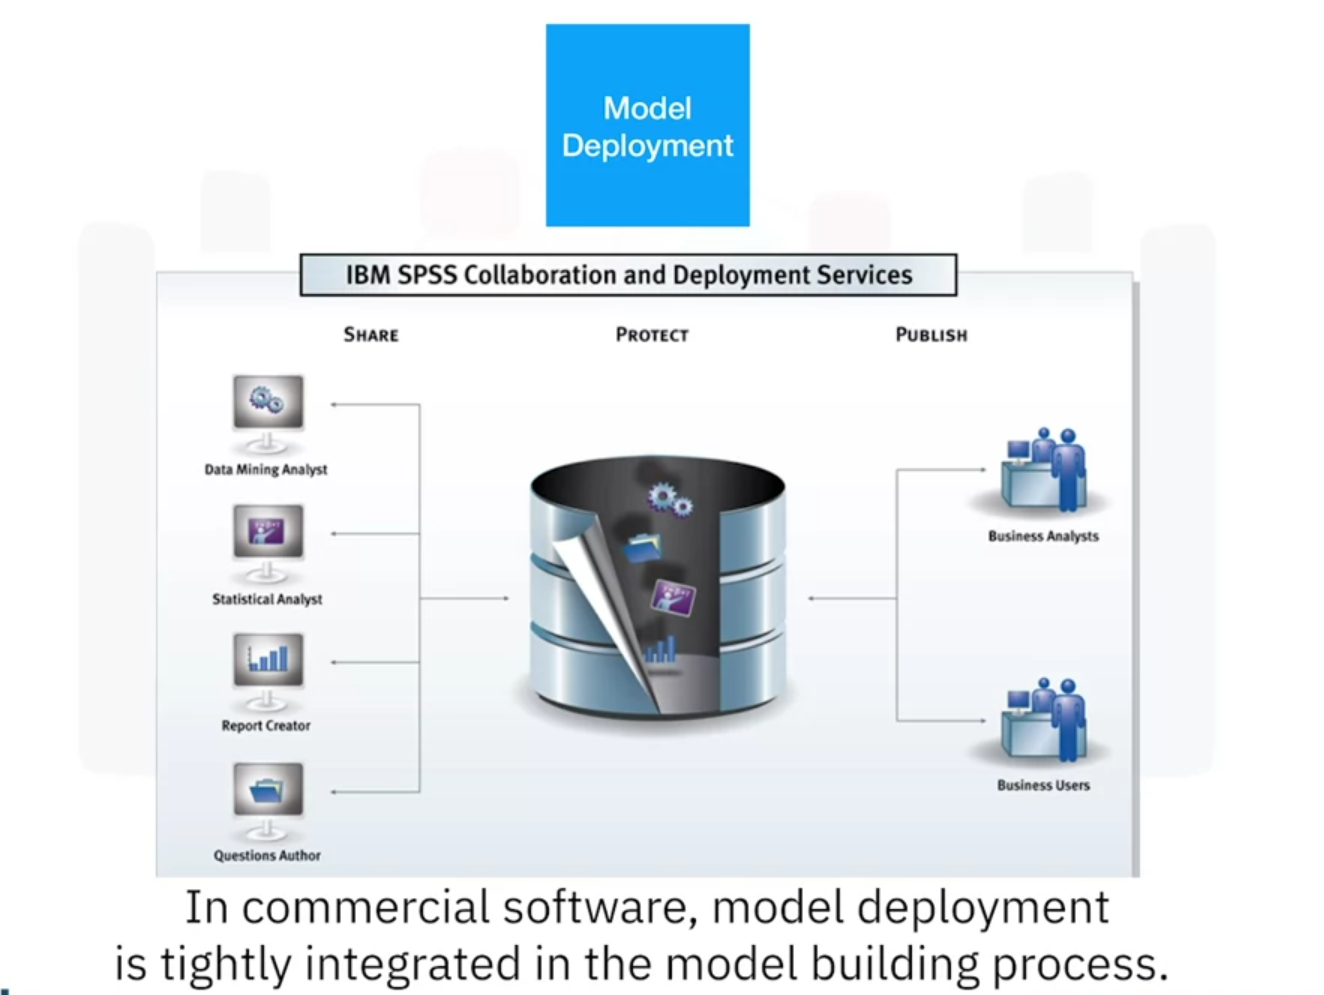 Model
Deployment
IBM SPSS Collaboration and Deployment Services
SHARE
PROTECT
PUBLISH
Data Mining Analyst
Statistical Analyst
Report Creator
Questions Author
Business Analysts
Business Users
In commercial software, model deployment
is tightly integrated in the model building process.